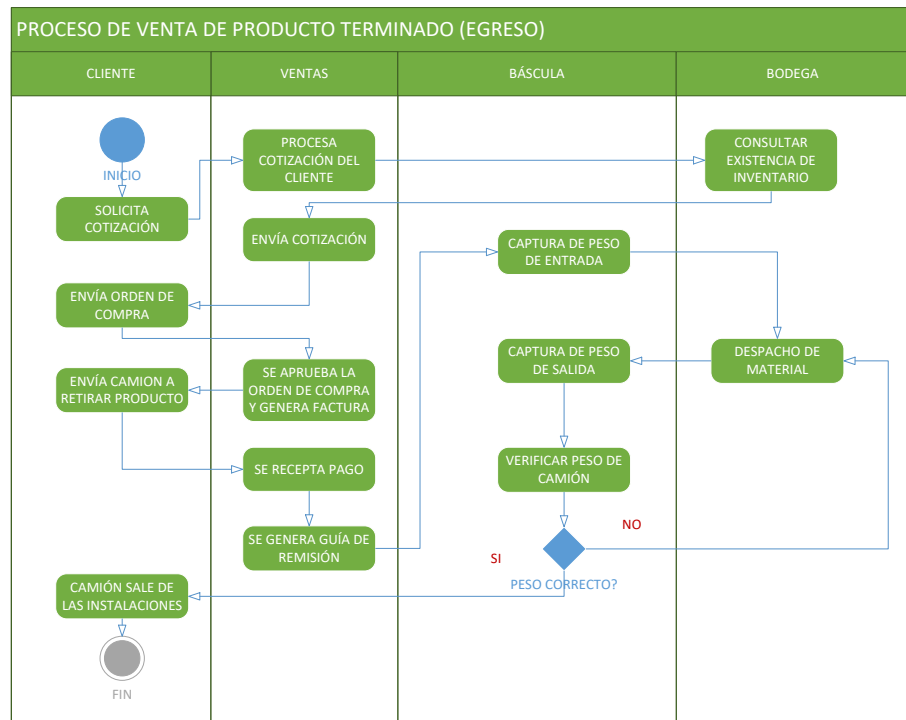 PROCESO DE VENTA DE PRODUCTO TERMINADO (EGRESO)
CLIENTE
VENTAS
BÁSCULA
BODEGA
INICIO
SOLICITA
COTIZACIÓN
PROCESA
COTIZACIÓN DEL
CLIENTE
CONSULTAR
EXISTENCIA DE
INVENTARIO
ENVÍA COTIZACIÓN
ENVÍA ORDEN DE
COMPRA
SE APRUEBA LA
ORDEN DE COMPRA
Y GENERA FACTURA
ENVÍA CAMION A
RETIRAR PRODUCTO
SE RECEPTA PAGO
SE GENERA GUÍA DE
REMISIÓN
CAPTURA DE PESO
DE ENTRADA
DESPACHO DE
MATERIAL
CAPTURA DE PESO
DE SALIDA
VERIFICAR PESO DE
CAMIÓN
NO
SI
PESO CORRECTO?
CAMIÓN SALE DE
LAS INSTALACIONES
FIN